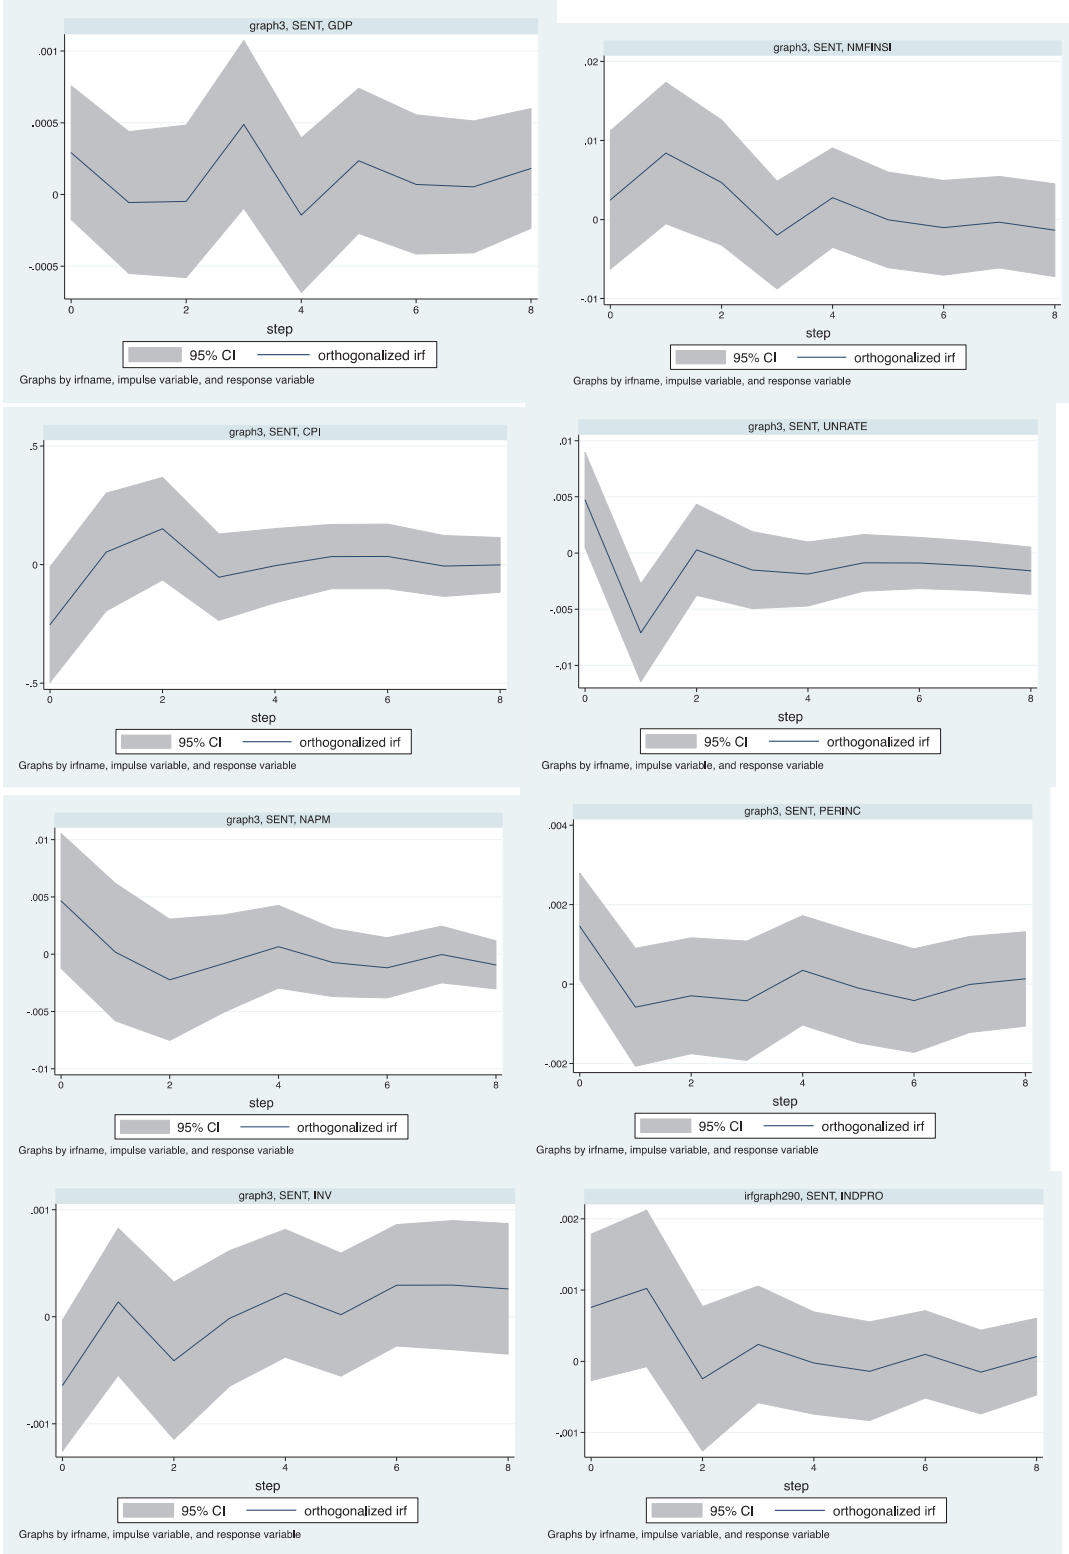 graph3, SENT, GDP
.001
.0005
0
-.0005
0 2 4 6 8
step
95% CI orthogonalized irf
Graphs by irfname, impulse variable, and response variable
graph3, SENT, NMFINSI
.02
.01
0
-.01
0 2 4 6 8
step
95% CI orthogonalized irf
Graphs by irfname, impulse variable, and response variable
graph3, SENT, CPI
.5
0
-.5
0 2 4 6 8
step
95% CI orthogonalized irf
Graphs by irfname, impulse variable, and response variable
graph3, SENT, UNRATE
.01
.005
0
-.005
-.01
0 2 4 6 8
step
95% CI orthogonalized irf
Graphs by irfname, impulse variable, and response variable
graph3, SENT, NAPM
.01
.005
0
-.005
-.01
0 2 4 6 8
step
95% CI orthogonalized irf
Graphs by irfname, impulse variable, and response variable
graph3, SENT, PERINC
.004
.002
0
-.002
0 2 4 6 8
step
95% CI orthogonalized irf
Graphs by irfname, impulse variable, and response variable
graph3, SENT, INV
.001
0
-.001
0 2 4 6 8
step
95% CI orthogonalized irf
Graphs by irfname, impulse variable, and response variable
irfgraph290, SENT, INDPRO
.002
.001
0
-.001
0 2 4 6 8
step
95% CI orthogonalized irf
Graphs by irfname, impulse variable, and response variable